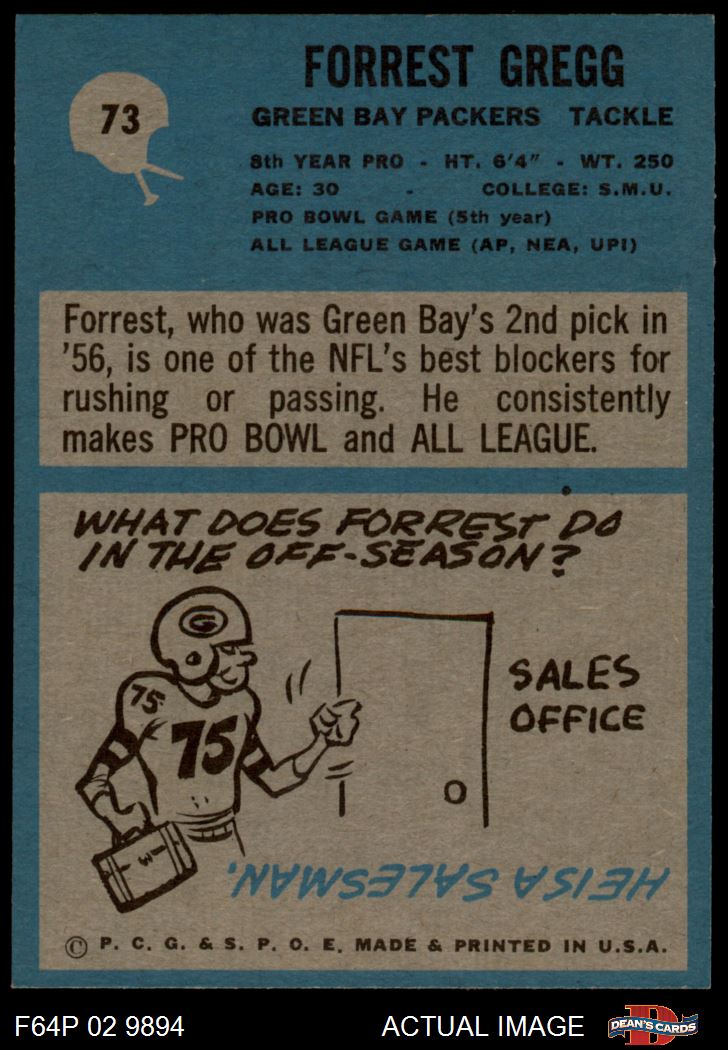 73
FORREST GREGG
GREEN BAY PACKERS TACKLE
8th YEAR PRO - HT. 6'4" - WT. 250
AGE: 30 - COLLEGE: S.M.U.
PRO BOWL GAME (5th year)
ALL LEAGUE GAME (AP, NEA, UPI)
Forrest, who was Green Bay's 2nd pick in
'56, is one of the NFL's best blockers for
rushing or passing. He consistently
makes PRO BOWL and ALL LEAGUE.
WHAT DOES FORREST DO
IN THE OFF-SEASON?
G
75
75
SALES
OFFICE
HE IS A SALESMAN.
© P. C. G. & S. P. O. E. MADE & PRINTED IN U.S.A.
F64P 02 9894
ACTUAL IMAGE
D
DEAN'S CARDS